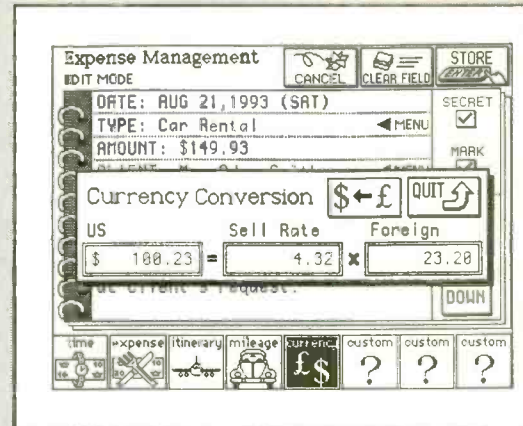 Expense Management
EDIT MODE
CANCEL
CLEAR FIELD
STORE
ENTER
DATE: AUG 21,1993 (SAT)
SECRET
TYPE: Car Rental ◀MENU
AMOUNT: $149.93
MARK
Currency Conversion $←£ QUIT
US Sell Rate Foreign
$ 100.23 = 4.32 x 23.20
at client's request.
DOWN
time expense itinerary mileage currenc custom custom custom
£$ ? ? ?